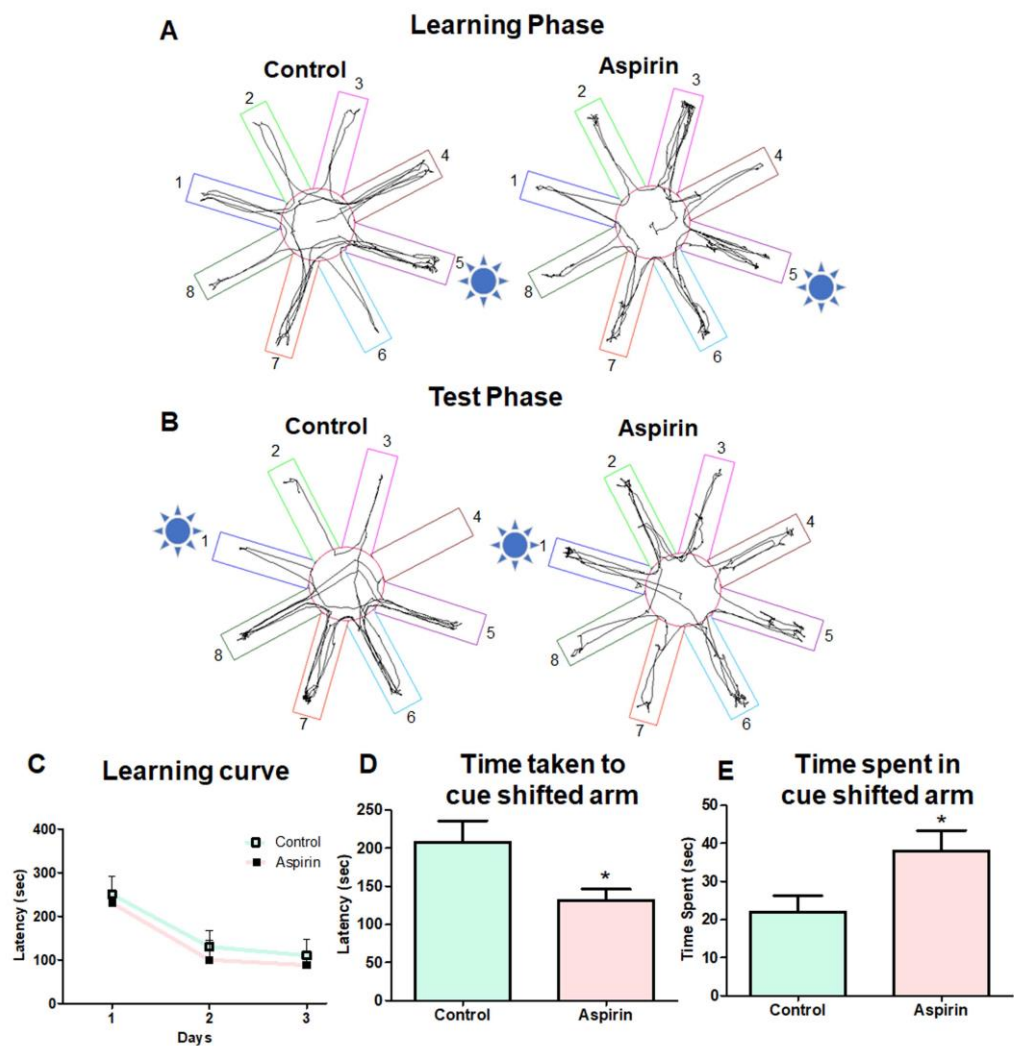 A
Learning Phase
Control
Aspirin
2
3
2
3
4
4
1
1
5
5
8
8
7
6
7
6
B
Test Phase
Control
Aspirin
2
3
2
3
4
4
1
1
5
5
8
8
7
6
7
6
C
Learning curve
400
300
200
100
0
Latency (sec)
Control
Aspirin
1 2 3
Days
D
Time taken to
cue shifted arm
250
200
150
100
50
0
Latency (sec)
*
Control Aspirin
E
Time spent in
cue shifted arm
50
40
30
20
10
0
Time Spent (sec)
*
Control Aspirin